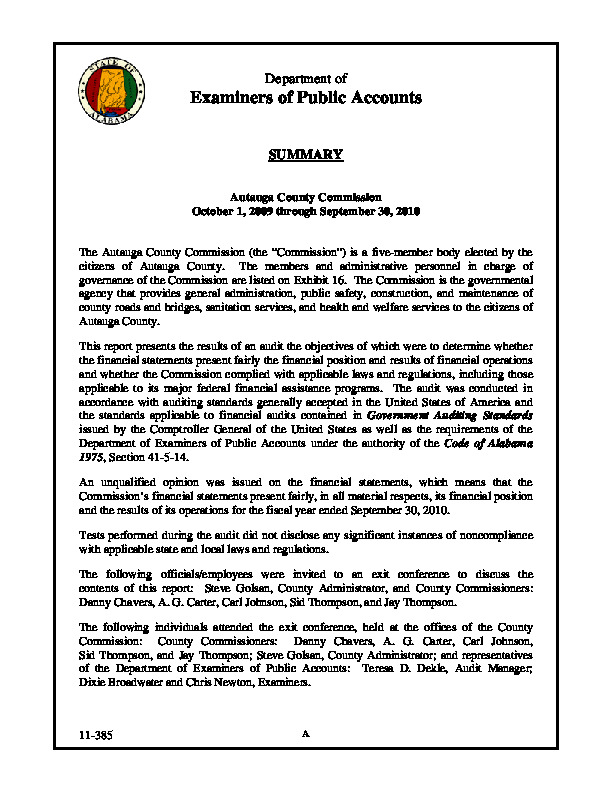 STATE OF
ALABAMA
Department of
Examiners of Public Accounts
SUMMARY
Autauga County Commission
October 1, 2009 through September 30, 2010
The Autauga County Commission (the “Commission”) is a five-member body elected by the
citizens of Autauga County. The members and administrative personnel in charge of
governance of the Commission are listed on Exhibit 16. The Commission is the governmental
agency that provides general administration, public safety, construction, and maintenance of
county roads and bridges, sanitation services, and health and welfare services to the citizens of
Autauga County.
This report presents the results of an audit the objectives of which were to determine whether
the financial statements present fairly the financial position and results of financial operations
and whether the Commission complied with applicable laws and regulations, including those
applicable to its major federal financial assistance programs. The audit was conducted in
accordance with auditing standards generally accepted in the United States of America and
the standards applicable to financial audits contained in Government Auditing Standards
issued by the Comptroller General of the United States as well as the requirements of the
Department of Examiners of Public Accounts under the authority of the Code of Alabama
1975, Section 41-5-14.
An unqualified opinion was issued on the financial statements, which means that the
Commission’s financial statements present fairly, in all material respects, its financial position
and the results of its operations for the fiscal year ended September 30, 2010.
Tests performed during the audit did not disclose any significant instances of noncompliance
with applicable state and local laws and regulations.
The following officials/employees were invited to an exit conference to discuss the
contents of this report: Steve Golsan, County Administrator, and County Commissioners:
Danny Chavers, A. G. Carter, Carl Johnson, Sid Thompson, and Jay Thompson.
The following individuals attended the exit conference, held at the offices of the County
Commission: County Commissioners: Danny Chavers, A. G. Carter, Carl Johnson,
Sid Thompson, and Jay Thompson; Steve Golsan, County Administrator; and representatives
of the Department of Examiners of Public Accounts: Teresa D. Dekle, Audit Manager;
Dixie Broadwater and Chris Newton, Examiners.
11-385
A